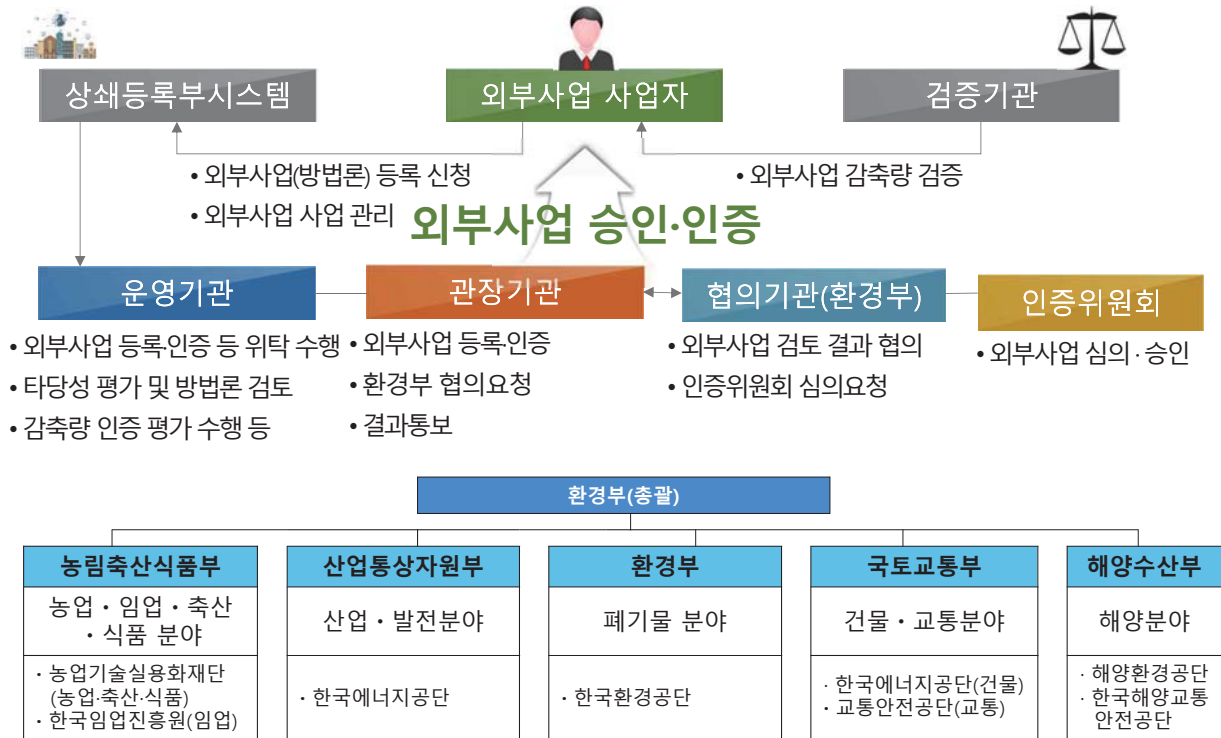 상쇄등록부시스템
외부사업 사업자
검증기관
• 외부사업(방법론) 등록 신청
• 외부사업 사업 관리
• 외부사업 감축량 검증
외부사업 승인·인증
운영기관
관장기관
협의기관(환경부)
인증위원회
• 외부사업 등록·인증 등 위탁 수행
• 타당성 평가 및 방법론 검토
• 감축량 인증 평가 수행 등
• 외부사업 등록·인증
• 환경부 협의요청
• 결과통보
• 외부사업 검토 결과 협의
• 인증위원회 심의요청
• 외부사업 심의 · 승인
환경부(총괄)
농림축산식품부
산업통상자원부
환경부
국토교통부
해양수산부
농업・임업・축산
・식품 분야
산업・발전분야
폐기물 분야
건물・교통분야
해양분야
· 농업기술실용화재단
(농업·축산·식품)
· 한국임업진흥원(임업)
· 한국에너지공단
· 한국환경공단
· 한국에너지공단(건물)
· 교통안전공단(교통)
· 해양환경공단
· 한국해양교통
안전공단